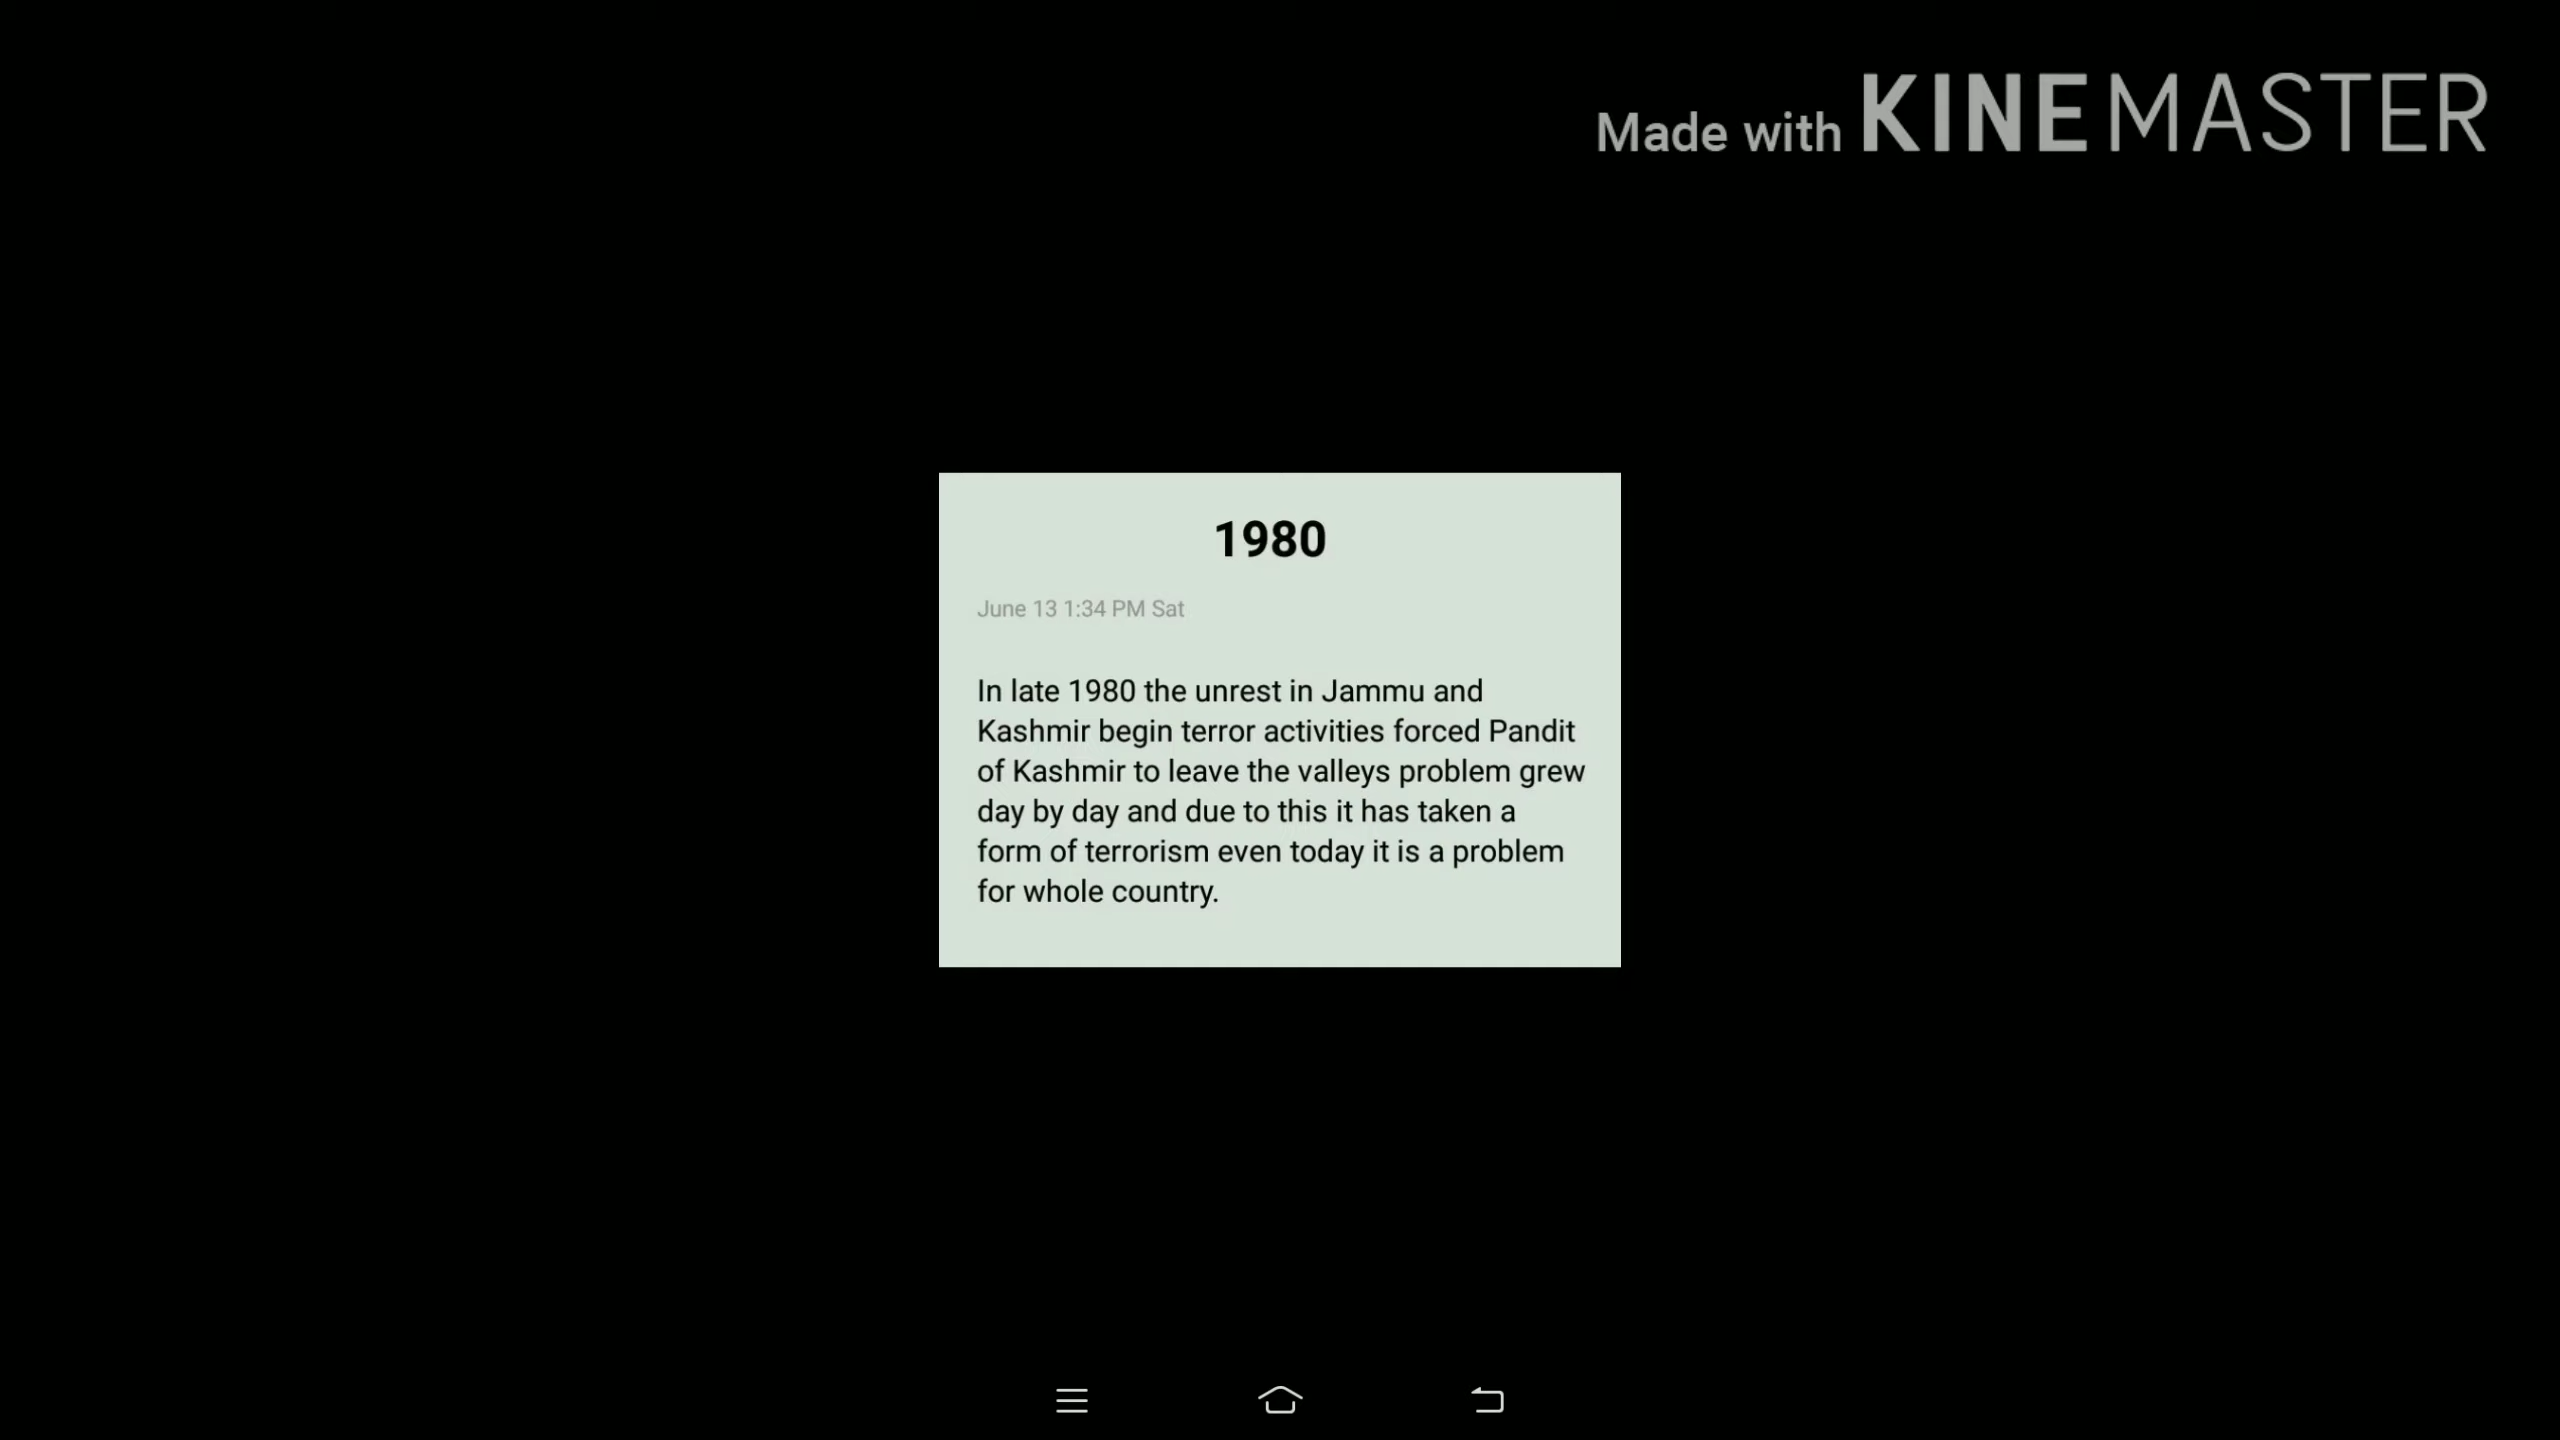 Made with KINEMASTER
1980
June 13 1:34 PM Sat
In late 1980 the unrest in Jammu and
Kashmir begin terror activities forced Pandit
of Kashmir to leave the valleys problem grew
day by day and due to this it has taken a
form of terrorism even today it is a problem
for whole country.